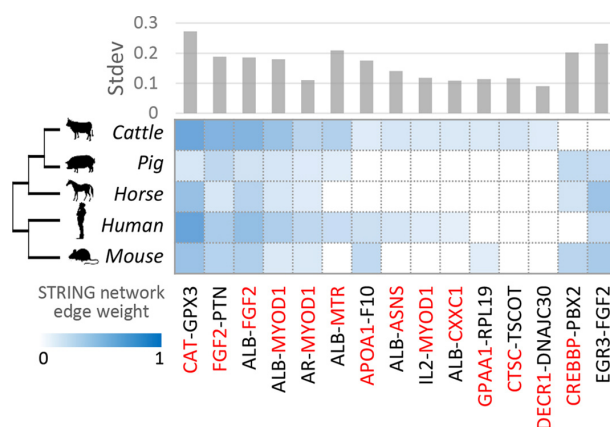 0.3
0.2
0.1
0
Stdev
Cattle
Pig
Horse
Human
Mouse
STRING network
edge weight
0
1
CAT-GPX3
FGF2-PTN
ALB-FGF2
ALB-MYOD1
AR-MYOD1
ALB-MTR
APOA1-F10
ALB-ASNS
IL2-MYOD1
ALB-CXXC1
GPAA1-RPL19
CTSC-TSCOT
DECR1-DNAIC30
CREBBP-PBX2
EGR3-FGF2